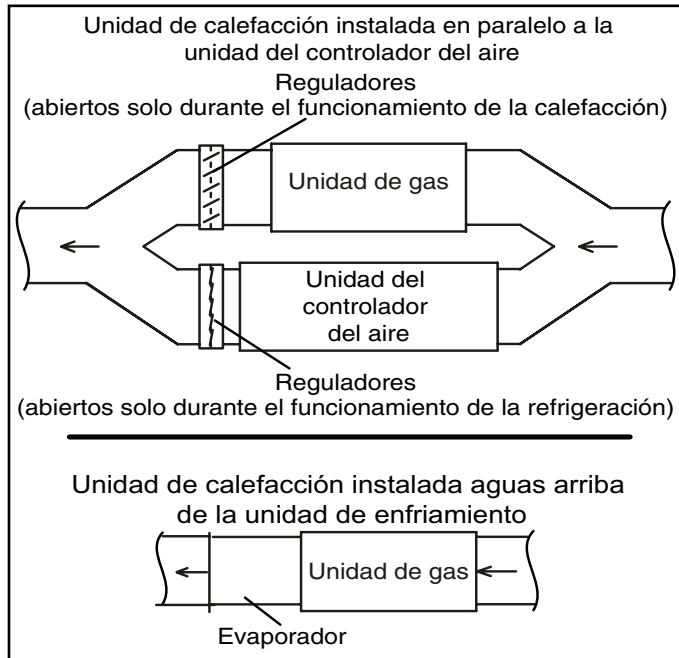 Unidad de calefacción instalada en paralelo a la
unidad del controlador del aire
Reguladores
(abiertos solo durante el funcionamiento de la calefacción)
Unidad de gas
Unidad del
controlador
del aire
Reguladores
(abiertos solo durante el funcionamiento de la refrigeración)
Unidad de calefacción instalada aguas arriba
de la unidad de enfriamiento
Unidad de gas
Evaporador